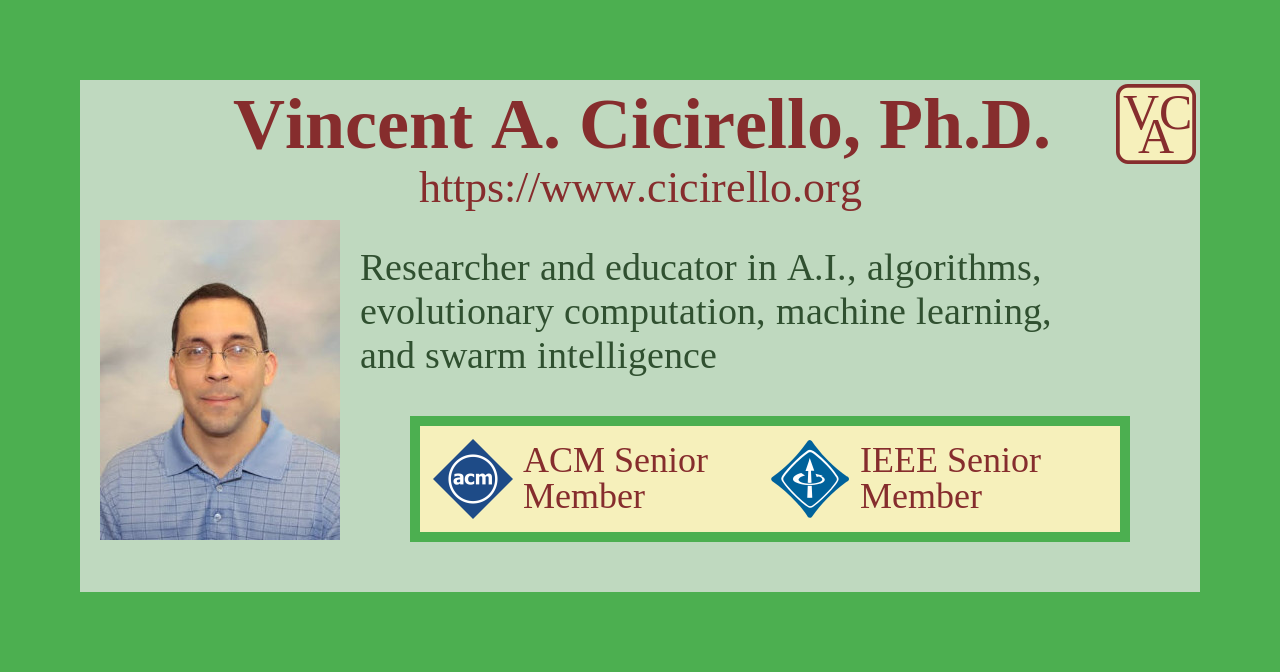 Vincent A. Cicirello, Ph.D.
VCA
https://www.cicirello.org
Researcher and educator in A.I., algorithms,
evolutionary computation, machine learning,
and swarm intelligence
acm
ACM Senior
Member
IEEE Senior
Member